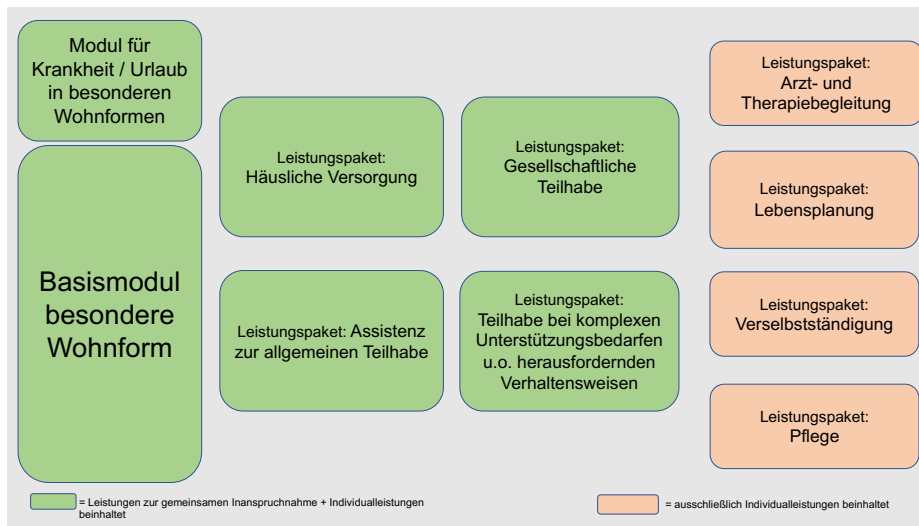 Modul für
Krankheit / Urlaub
in besonderen
Wohnformen
Basismodul
besondere
Wohnform
Leistungspaket:
Häusliche Versorgung
Leistungspaket: Assistenz
zur allgemeinen Teilhabe
Leistungspaket:
Gesellschaftliche
Teilhabe
Leistungspaket:
Teilhabe bei komplexen
Unterstützungsbedarfen
u.o. herausfordernden
Verhaltensweisen
Leistungspaket:
Arzt- und
Therapiebegleitung
Leistungspaket:
Lebensplanung
Leistungspaket:
Verselbstständigung
Leistungspaket:
Pflege
= Leistungen zur gemeinsamen Inanspruchnahme + Individualleistungen
beinhaltet
= ausschließlich Individualleistungen beinhaltet